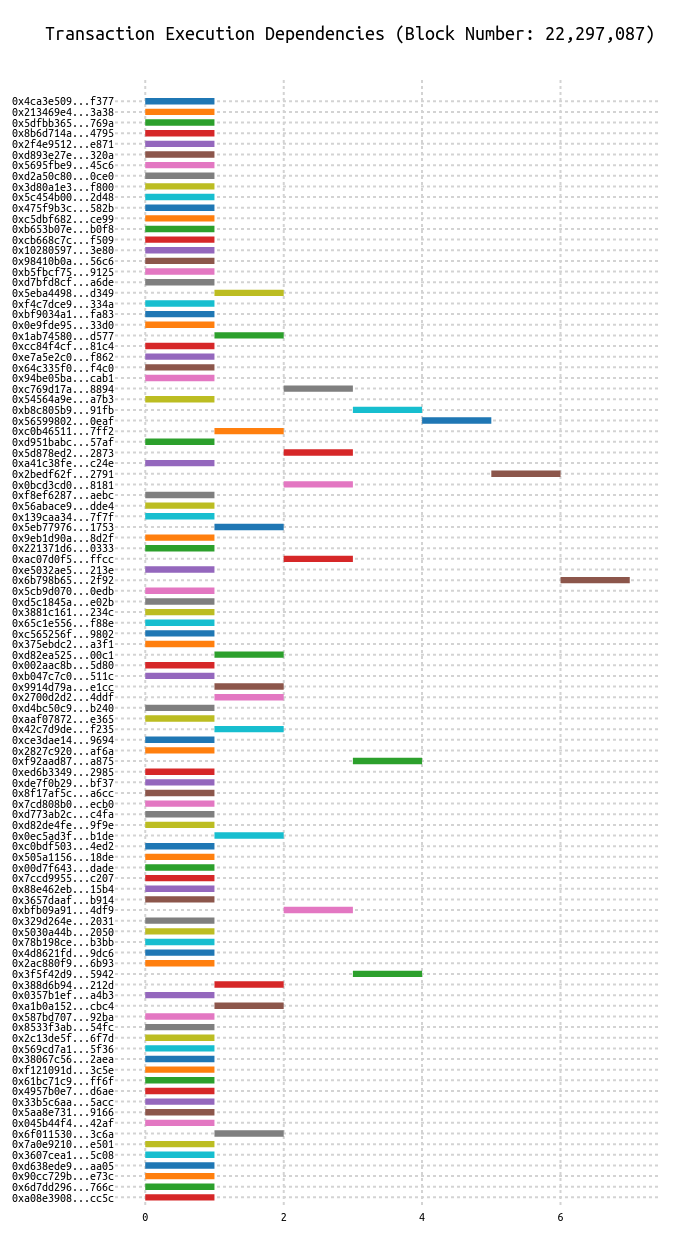 Transaction Execution Dependencies (Block Number: 22,297,087)
0x4ca3e509...f377
0x213469e4...3a38
0x5dfbb365...769a
0x8b6d714a...4795
0x2f4e9512...e871
0xd893e27e...320a
0x5695fbe9...45c6
0xd2a50c80...0ce0
0x3d80a1e3...f800
0x5c454b00...2d48
0x475f9b3c...582b
0xc5dbf682...ce99
0xb653b07e...b0f8
0xcb668c7c...f509
0x10280597...3e80
0x98410b0a...56c6
0xb5fbcf75...9125
0xd7bfd8cf...a6de
0x5eba4498...d349
0xf4c7dce9...334a
0xbf9034a1...fa83
0x0e9fde95...33d0
0x1ab74580...d577
0xcc84f4cf...81c4
0xe7a5e2c0...f862
0x64c335f0...f4c0
0x94be05ba...cab1
0xc769d17a...8894
0x54564a9e...a7b3
0xb8c805b9...91fb
0x56599802...0eaf
0xc0b46511...7ff2
0xd951babc...57af
0x5d878ed2...2873
0xa41c38fe...c24e
0x2bedf62f...2791
0x0bcd3cd0...8181
0xf8ef6287...aebc
0x56abace9...dde4
0x139caa34...7f7f
0x5eb77976...1753
0x9eb1d90a...8d2f
0x221371d6...0333
0xac07d0f5...ffcc
0xe5032ae5...213e
0x6b798b65...2f92
0x5cb9d070...0edb
0xd5c1845a...e02b
0x3881c161...234c
0x65c1e556...f88e
0xc565256f...9802
0x375ebdc2...a3f1
0xd82ea525...00c1
0x002aac8b...5d80
0xb047c7c0...511c
0x9914d79a...e1cc
0x2700d2d2...4ddf
0xd4bc50c9...b240
0xaaf07872...e365
0x42c7d9de...f235
0xce3dae14...9694
0x2827c920...af6a
0xf92aad87...a875
0xed6b3349...2985
0xde7f0b29...bf37
0x8f17af5c...a6cc
0x7cd808b0...ecb0
0xd773ab2c...c4fa
0xd82de4fe...9f9e
0x0ec5ad3f...b1de
0xc0bdf503...4ed2
0x505a1156...18de
0x00d7f643...dade
0x7ccd9955...c207
0x88e462eb...15b4
0x3657daaf...b914
0xbfb09a91...4df9
0x329d264e...2031
0x5030a44b...2050
0x78b198ce...b3bb
0x4d8621fd...9dc6
0x2ac880f9...6b93
0x3f5f42d9...5942
0x388d6b94...212d
0x0357b1ef...a4b3
0xa1b0a152...cbc4
0x587bd707...92ba
0x8533f3ab...54fc
0x2c13de5f...6f7d
0x569cd7a1...5f36
0x38067c56...2aea
0xf121091d...3c5e
0x61bc71c9...ff6f
0x4957b0e7...d6ae
0x33b5c6aa...5acc
0x5aa8e731...9166
0x045b44f4...42af
0x6f011530...3c6a
0x7a0e9210...e501
0x3607cea1...5c08
0xd638ede9...aa05
0x90cc729b...e73c
0x6d7dd296...766c
0xa08e3908...cc5c
0 2 4 6